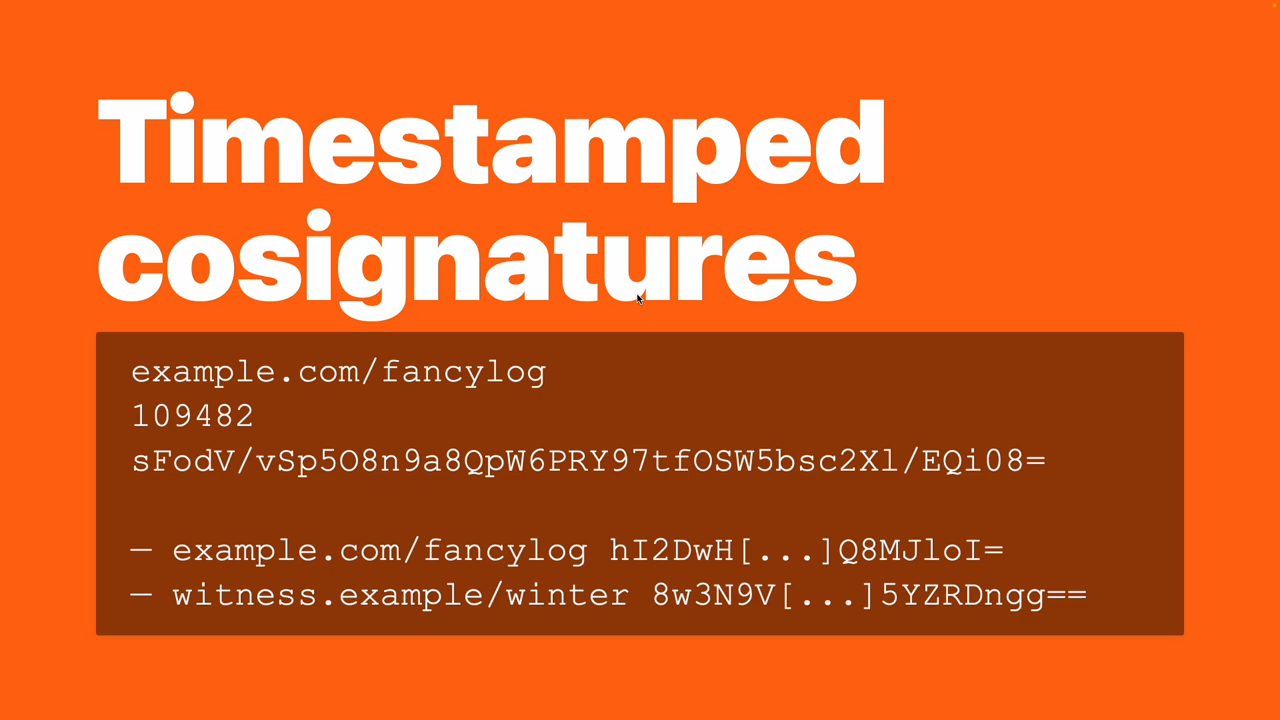 Timestamped
cosignatures
example.com/fancylog
109482
sFodV/vSp5O8n9a8QpW6PRY97tfOSW5bsc2Xl/EQi08=
— example.com/fancylog hI2DwH[...]Q8MJloI=
— witness.example/winter 8w3N9V[...]5YZRDngg==